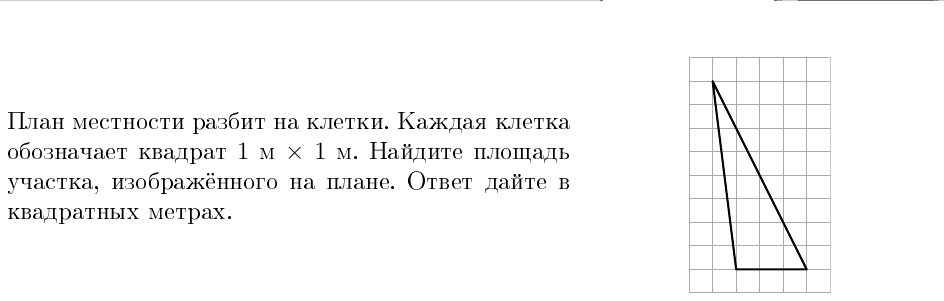 План местности разбит на клетки. Каждая клетка
обозначает квадрат 1 м × 1 м. Найдите площадь
участка, изображённого на плане. Ответ дайте в
квадратных метрах.